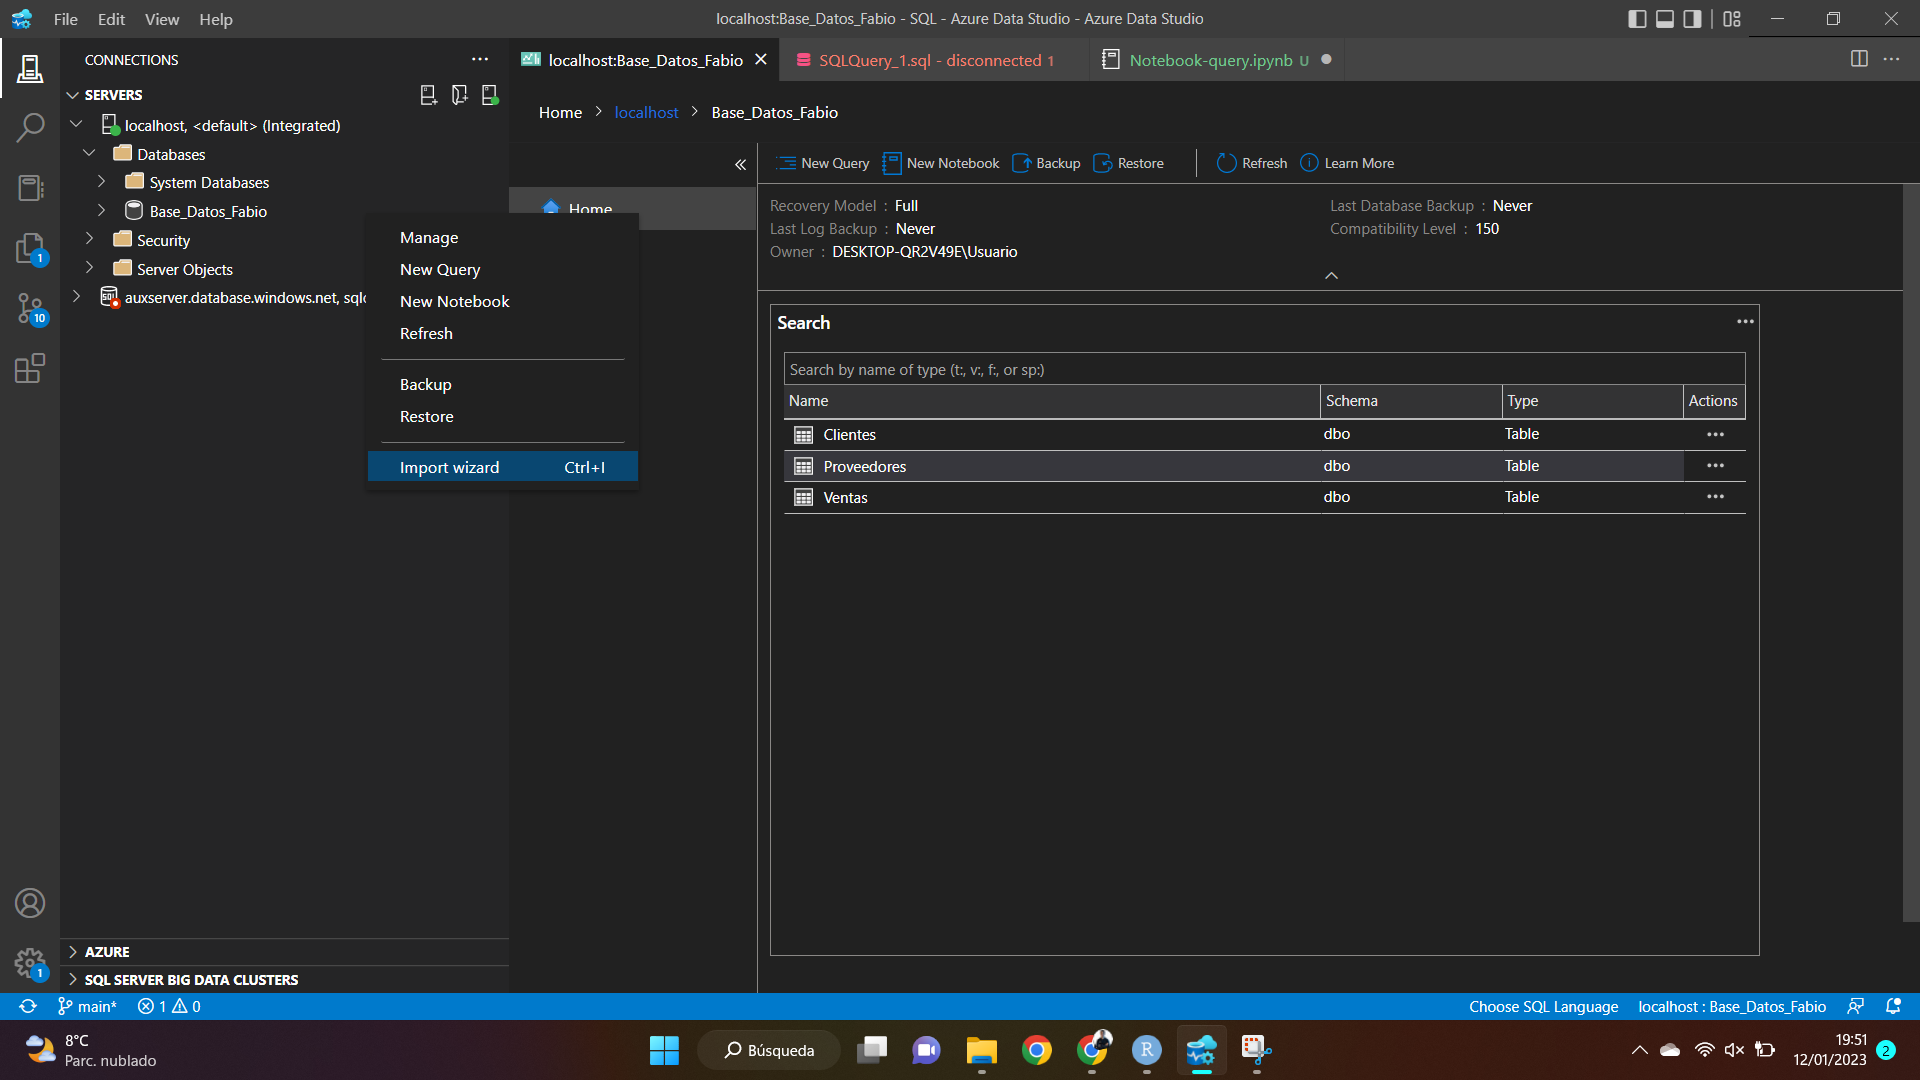 File Edit View Help
localhost:Base_Datos_Fabio - SQL - Azure Data Studio - Azure Data Studio
CONNECTIONS
SERVERS
localhost, <default> (Integrated)
Databases
System Databases
Base_Datos_Fabio
Security
Server Objects
auxserver.database.windows.net,
1
10
Manage
New Query
New Notebook
Refresh
Backup
Restore
Import wizard Ctrl+I
AZURE
SQL SERVER BIG DATA CLUSTERS
1
localhost:Base_Datos_Fabio
SQLQuery_1.sql - disconnected 1
Notebook-query.ipynb U
Home > localhost > Base_Datos_Fabio
Home
New Query New Notebook Backup Restore Refresh Learn More
Recovery Model : Full
Last Database Backup : Never
Last Log Backup : Never
Compatibility Level : 150
Owner : DESKTOP-QR2V49E\Usuario
Search
Search by name of type (t:, v:, f:, or sp:)
Name Schema Type Actions
Clientes dbo Table
Proveedores dbo Table
Ventas dbo Table
main* 1 0
Choose SQL Language localhost : Base_Datos_Fabio
8°C
Parc. nublado
Búsqueda
R
19:51
12/01/2023
2